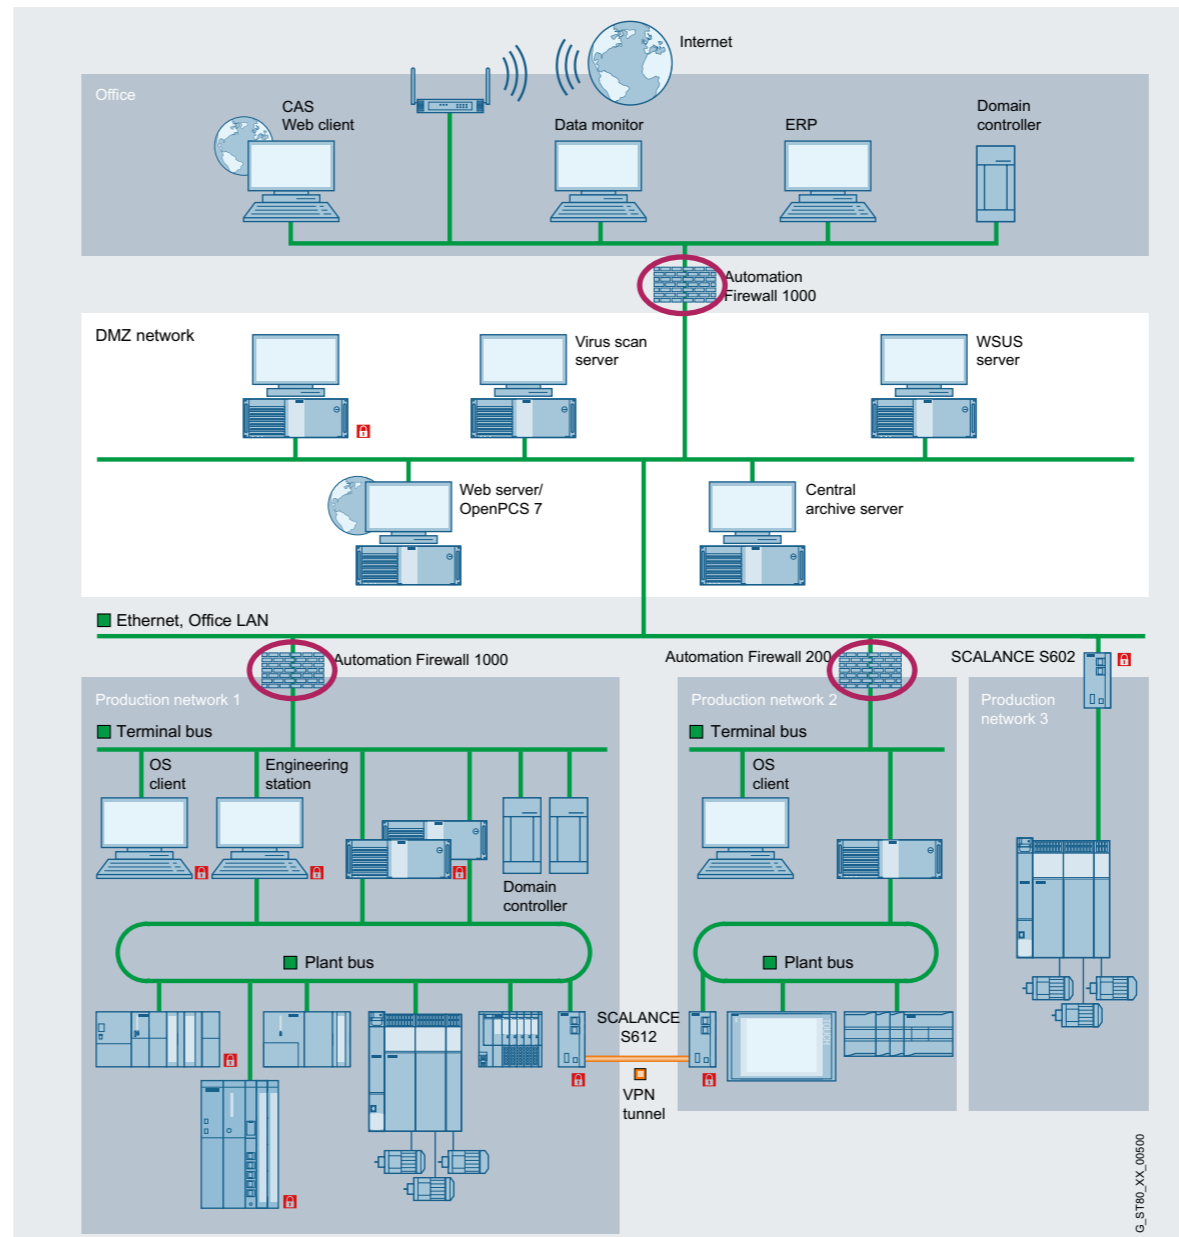 Internet
Office
CAS
Web client
Data monitor
ERP
Domain
controller
Automation
Firewall 1000
DMZ network
Virus scan
server
WSUS
server
Web server/
OpenPCS 7
Central
archive server
Ethernet, Office LAN
Automation Firewall 1000
Automation Firewall 200
SCALANCE S602
Production network 1
Production network 2
Production
network 3
Terminal bus
Terminal bus
OS
client
Engineering
station
OS
client
Domain
controller
Plant bus
Plant bus
SCALANCE
S612
VPN
tunnel
G_ST80_XX_00500